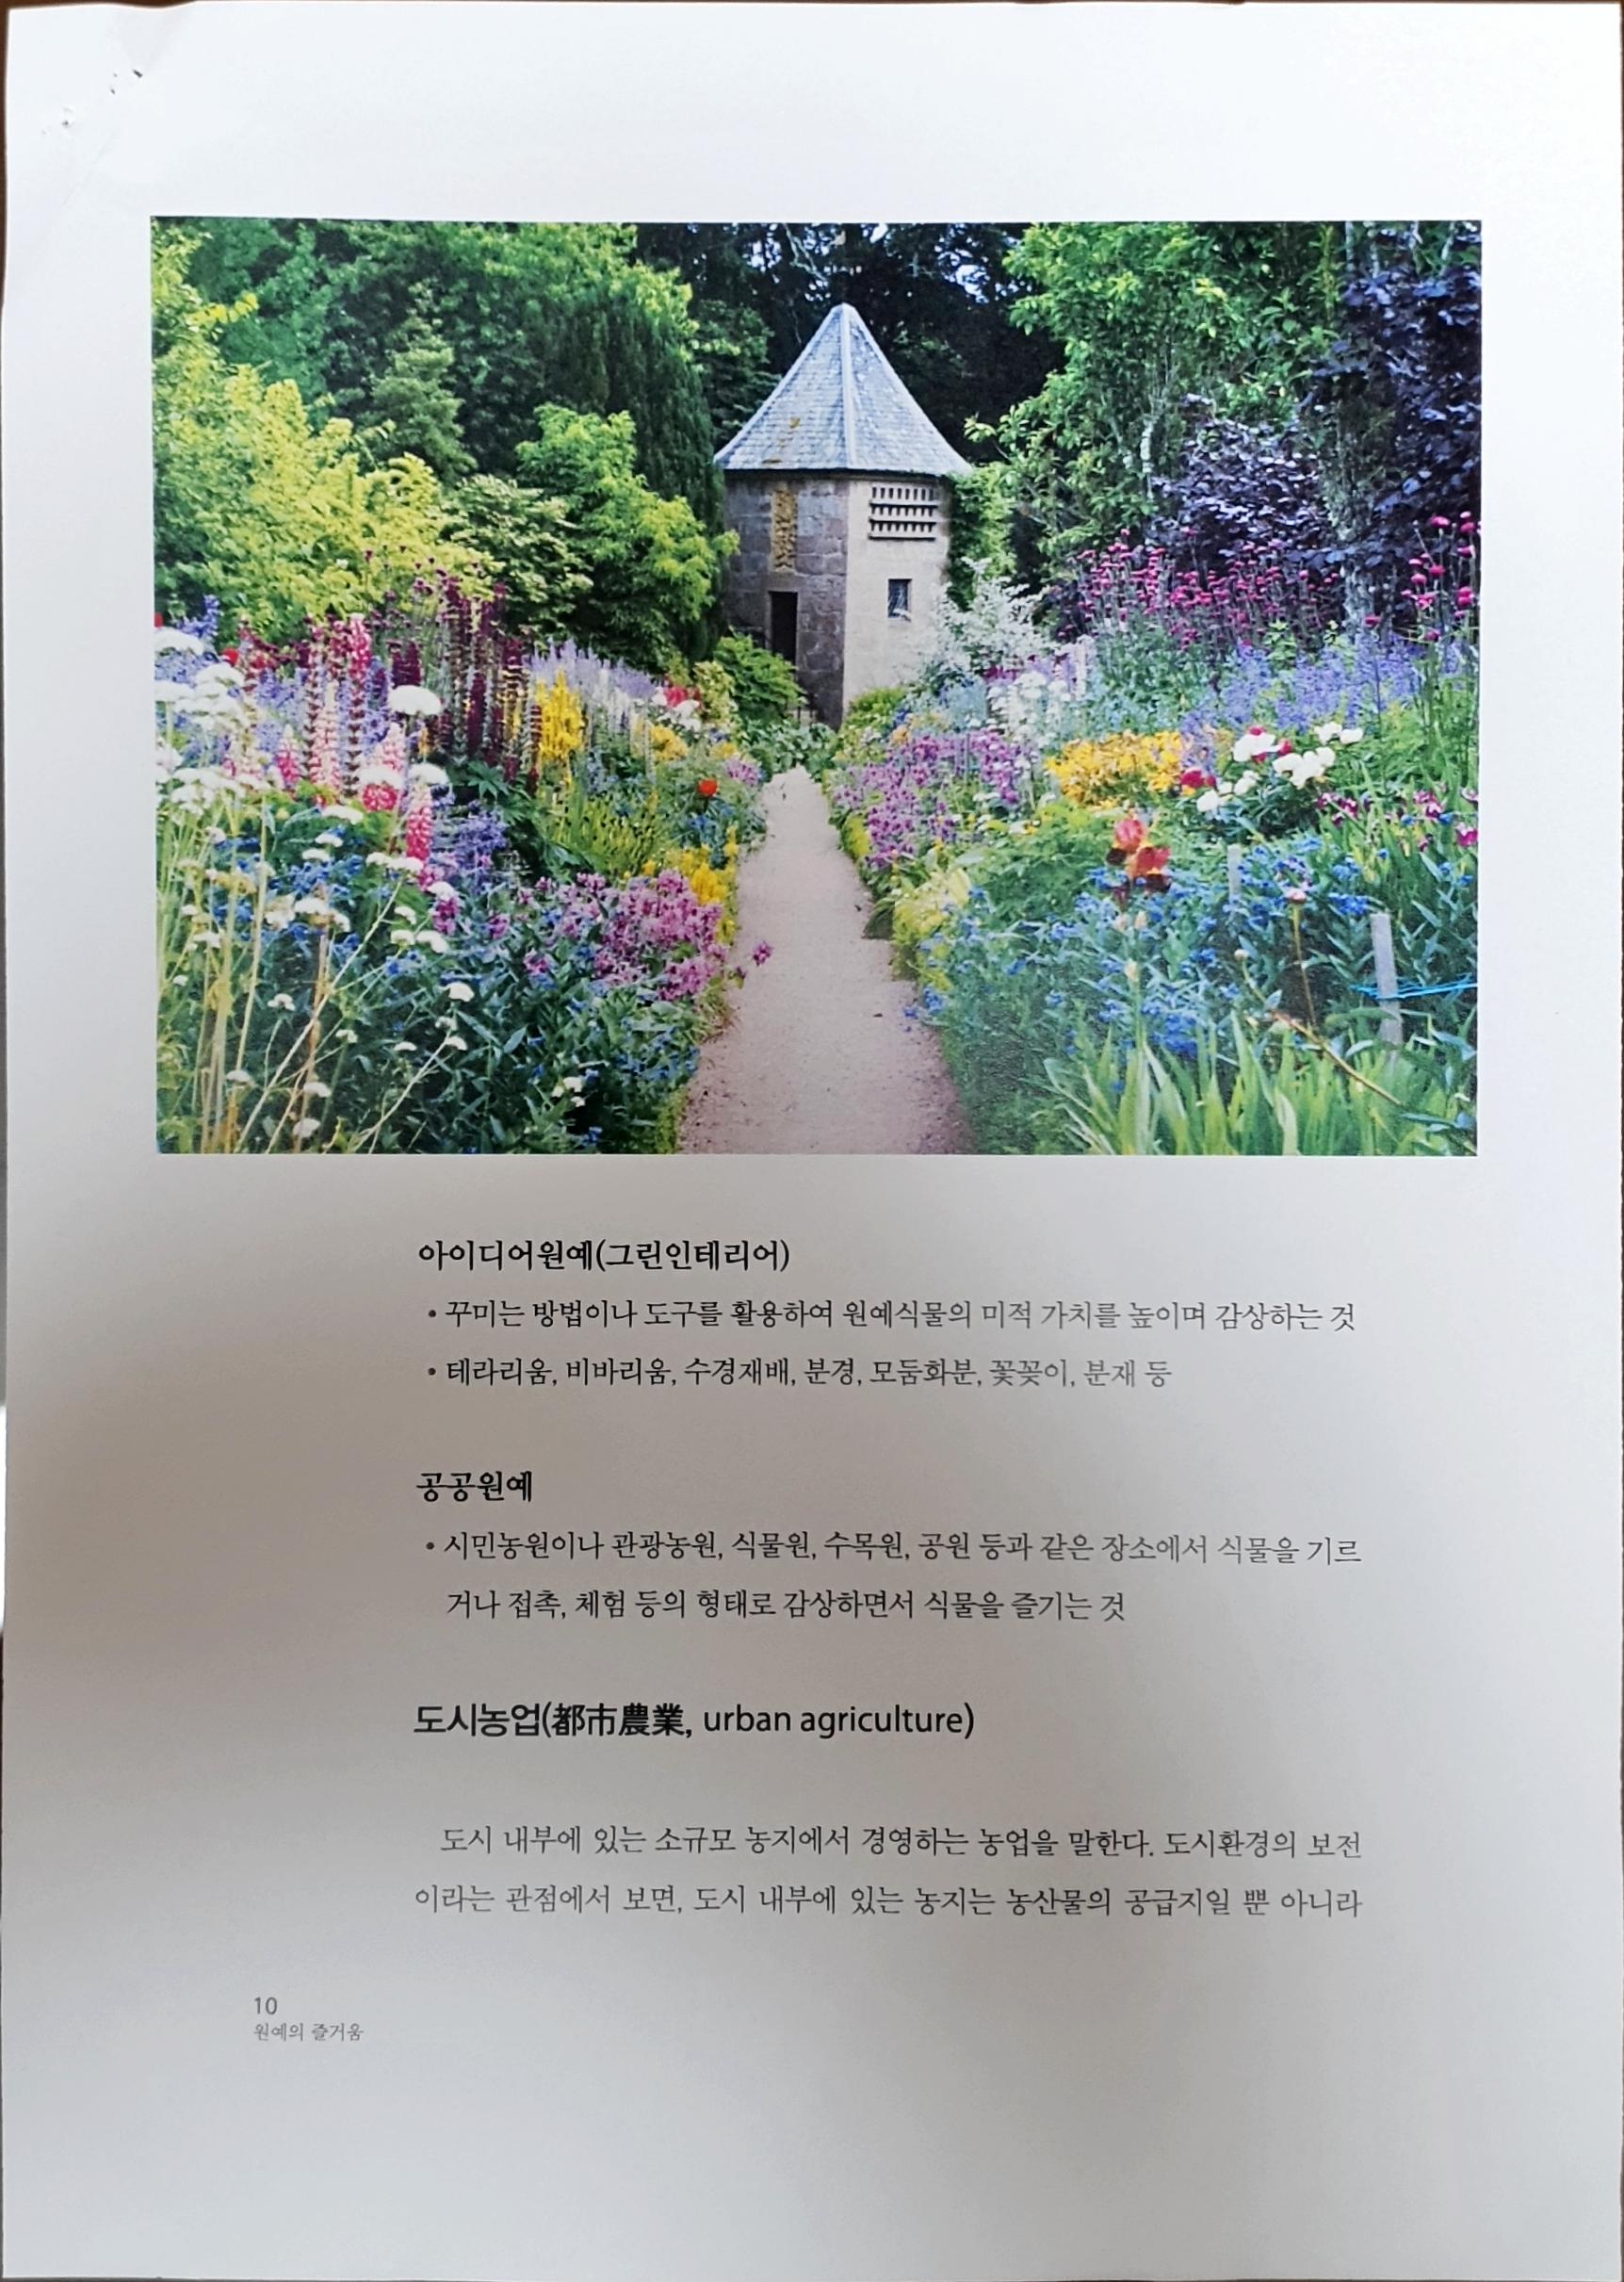 아이디어원예(그린인테리어)
• 꾸미는 방법이나 도구를 활용하여 원예식물의 미적 가치를 높이며 감상하는 것
• 테라리움, 비바리움, 수경재배, 분경, 모둠화분, 꽃꽂이, 분재 등
공공원예
• 시민농원이나 관광농원, 식물원, 수목원, 공원 등과 같은 장소에서 식물을 기르
거나 접촉, 체험 등의 형태로 감상하면서 식물을 즐기는 것
도시농업(都市農業, urban agriculture)
도시 내부에 있는 소규모 농지에서 경영하는 농업을 말한다. 도시환경의 보전
이라는 관점에서 보면, 도시 내부에 있는 농지는 농산물의 공급지일 뿐 아니라
10
원예의 즐거움